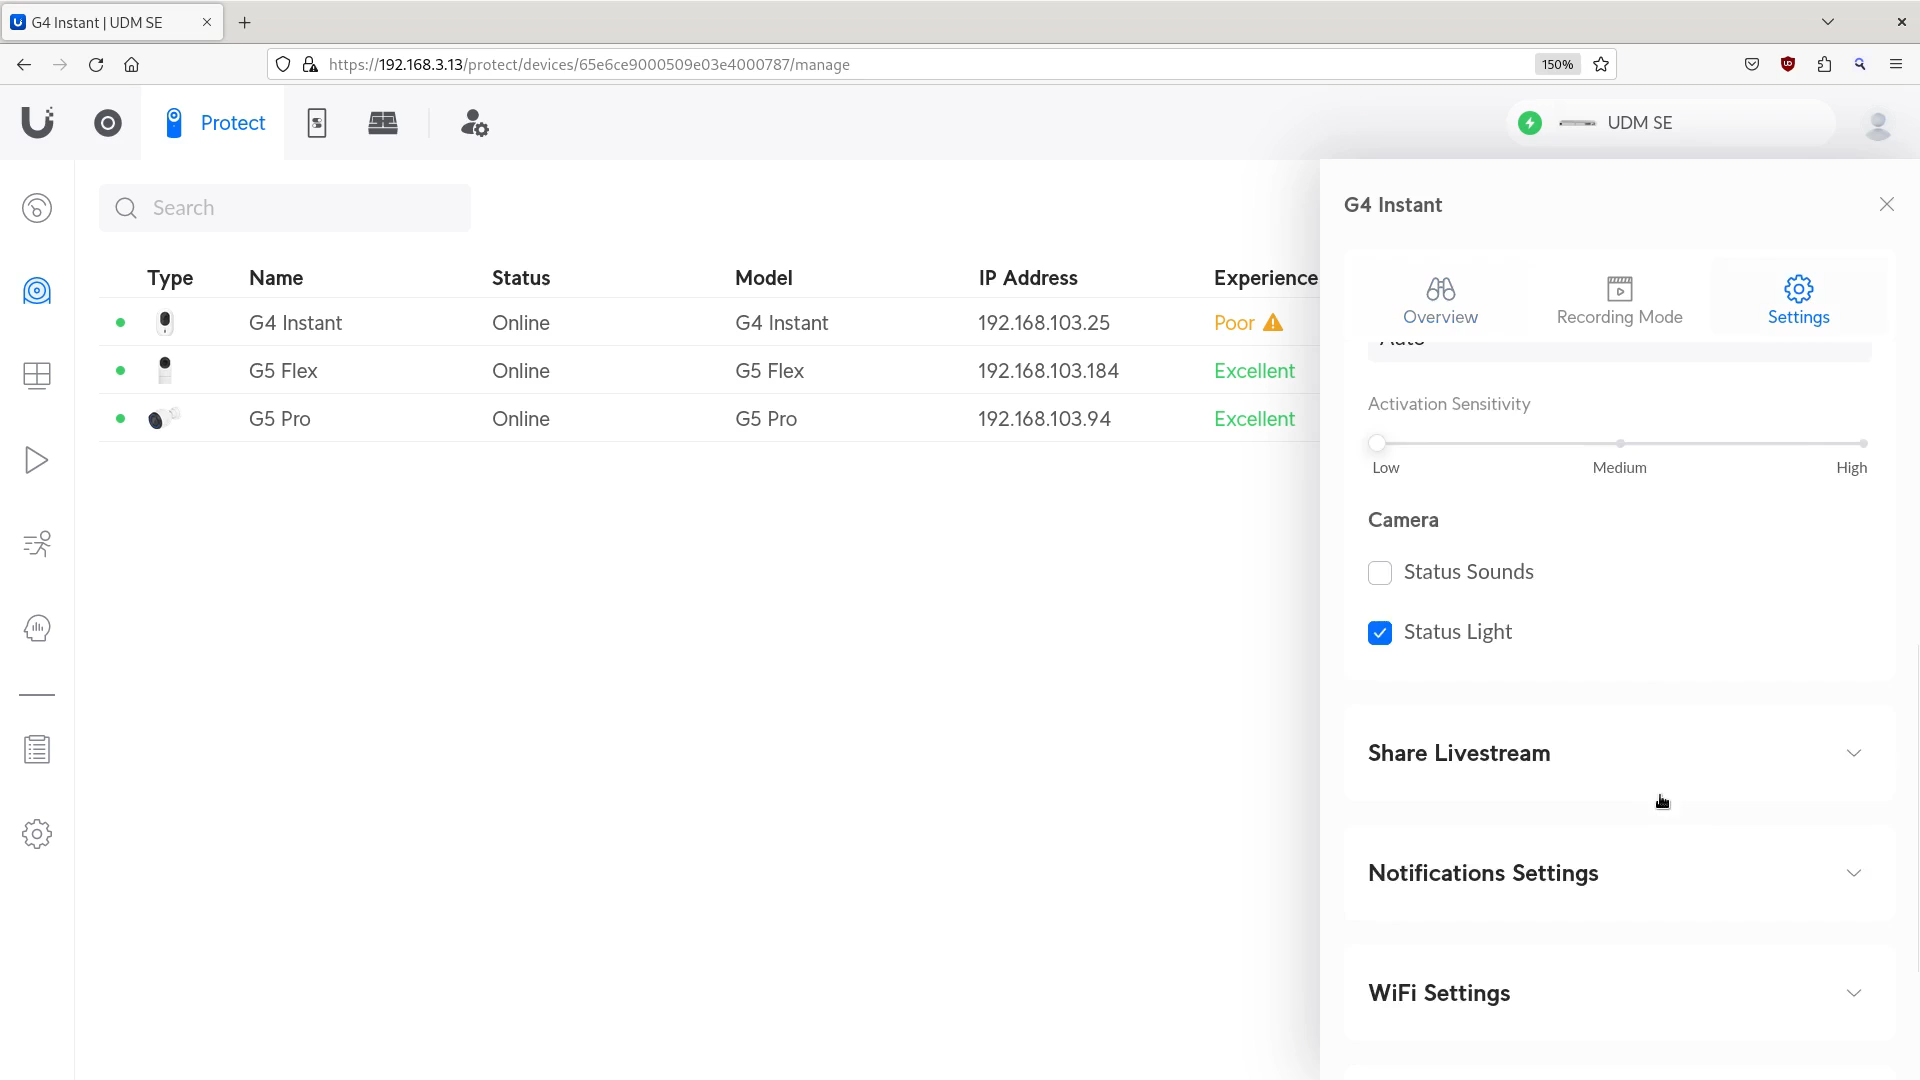 G4 Instant | UDM SE
https://192.168.3.13/protect/devices/65e6ce9000509e03e4000787/manage
150%
Protect
UDM SE
Search
G4 Instant
Overview
Recording Mode
Settings
Type Name Status Model IP Address Experience
G4 Instant Online G4 Instant 192.168.103.25 Poor
G5 Flex Online G5 Flex 192.168.103.184 Excellent
G5 Pro Online G5 Pro 192.168.103.94 Excellent
Auto
Activation Sensitivity
Low Medium High
Camera
Status Sounds
Status Light
Share Livestream
Notifications Settings
WiFi Settings